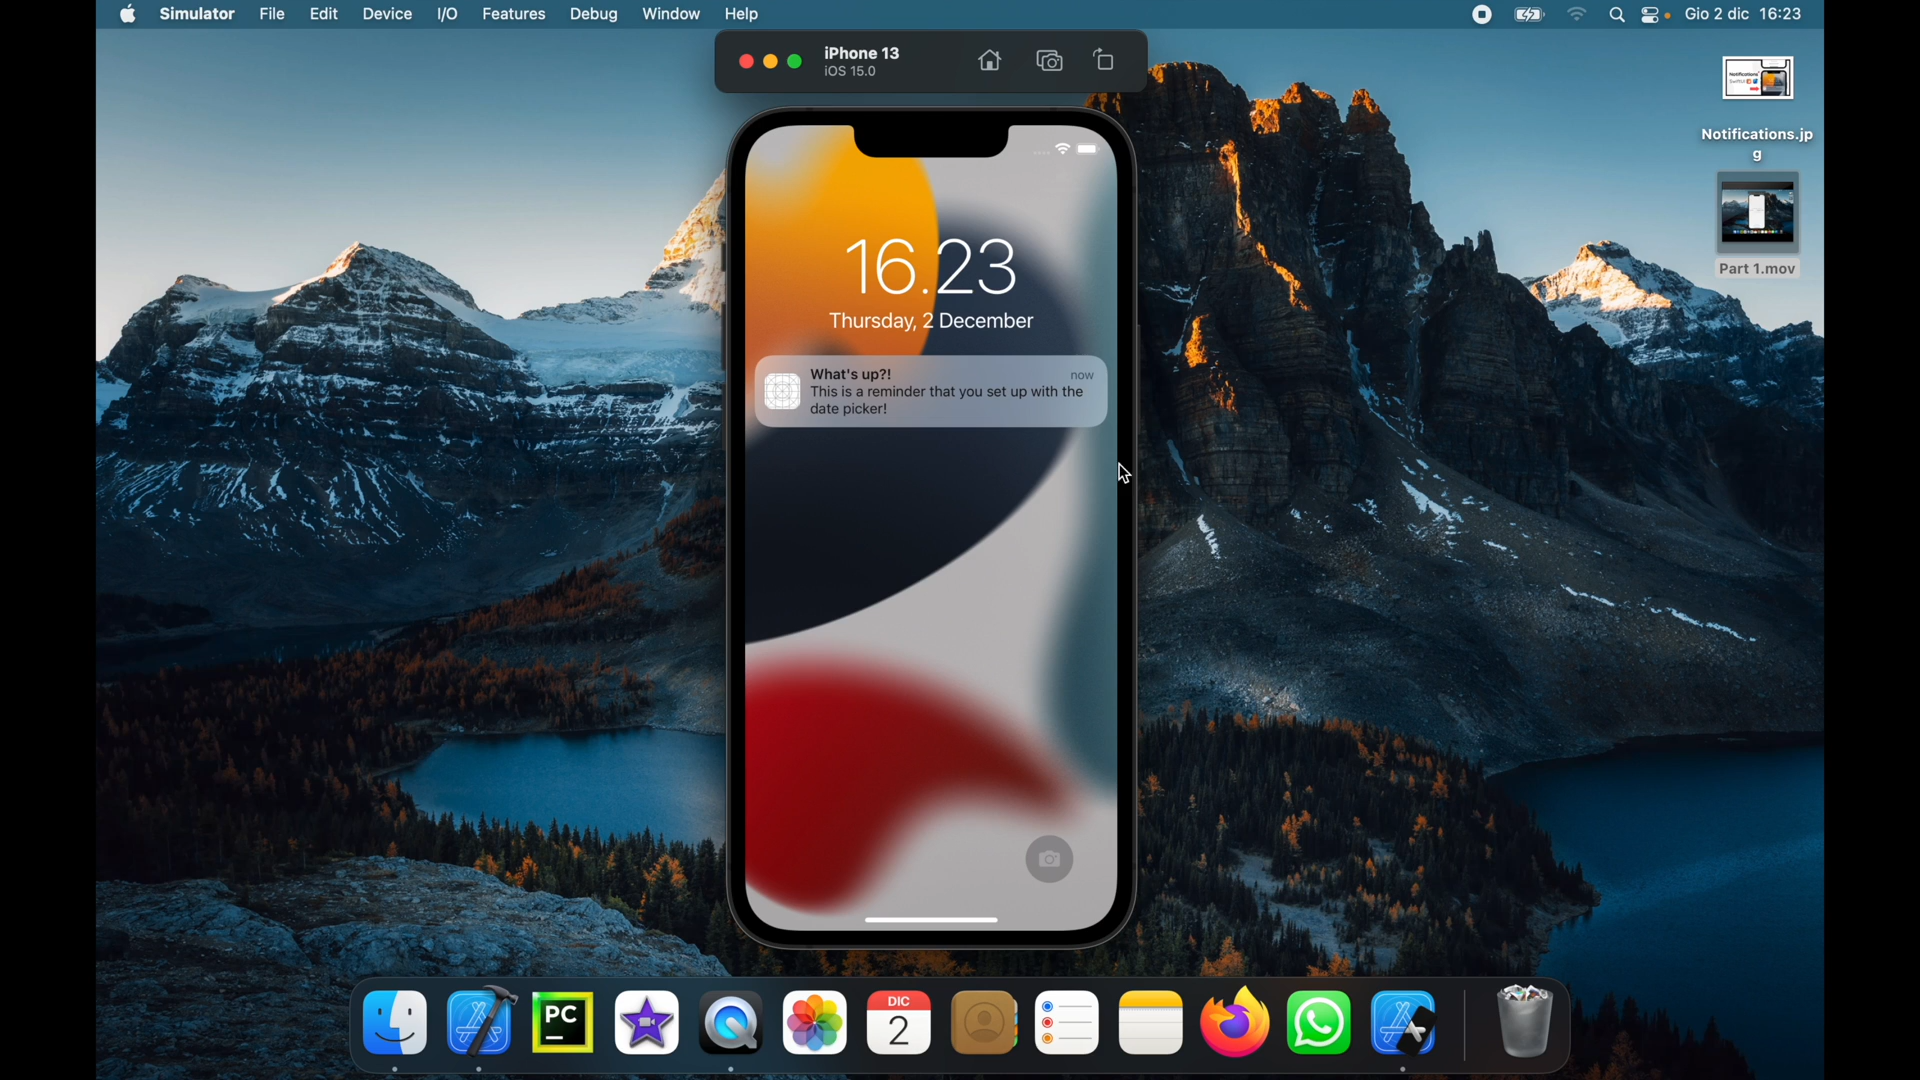 Simulator File Edit Device I/O Features Debug Window Help
Gio 2 dic 16:23
iPhone 13
iOS 15.0
Notifications.jp
g
Part 1.mov
16.23
Thursday, 2 December
What's up?! now
This is a reminder that you set up with the
date picker!
PC
DIC
2